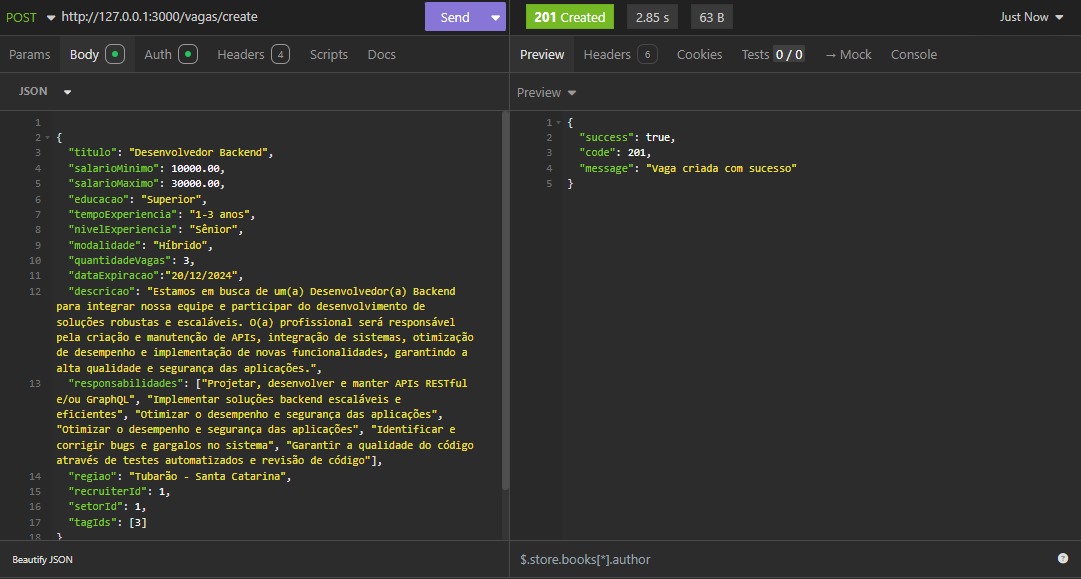 POST http://127.0.0.1:3000/vagas/create Send 201 Created 2.85 s 63 B Just Now
Params Body Auth Headers 4 Scripts Docs Preview Headers 6 Cookies Tests 0 / 0 → Mock Console
JSON Preview
1
2 {
3 "titulo": "Desenvolvedor Backend",
4 "salarioMinimo": 10000.00,
5 "salarioMaximo": 30000.00,
6 "educacao": "Superior",
7 "tempoExperiencia": "1-3 anos",
8 "nivelExperiencia": "Sênior",
9 "modalidade": "Híbrido",
10 "quantidadeVagas": 3,
11 "dataExpiracao":"20/12/2024",
12 "descricao": "Estamos em busca de um(a) Desenvolvedor(a) Backend
para integrar nossa equipe e participar do desenvolvimento de
soluções robustas e escaláveis. O(a) profissional será responsável
pela criação e manutenção de APIs, integração de sistemas, otimização
de desempenho e implementação de novas funcionalidades, garantindo a
alta qualidade e segurança das aplicações.",
13 "responsabilidades": ["Projetar, desenvolver e manter APIs RESTful
e/ou GraphQL", "Implementar soluções backend escaláveis e
eficientes", "Otimizar o desempenho e segurança das aplicações",
"Otimizar o desempenho e segurança das aplicações", "Identificar e
corrigir bugs e gargalos no sistema", "Garantir a qualidade do código
através de testes automatizados e revisão de código"],
14 "regiao": "Tubarão - Santa Catarina",
15 "recruiterId": 1,
16 "setorId": 1,
17 "tagIds": [3]
18 }
1 {
2 "success": true,
3 "code": 201,
4 "message": "Vaga criada com sucesso"
5 }
Beautify JSON $.store.books[*].author ?